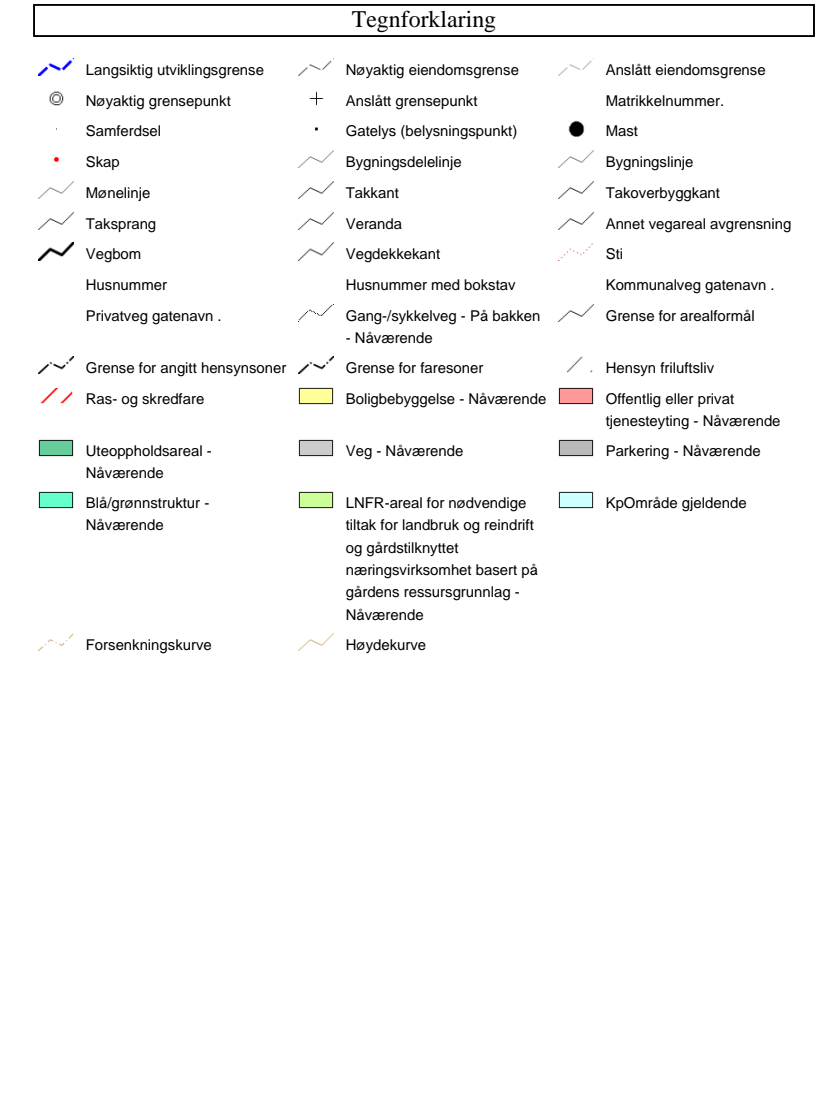 Tegnforklaring
Langsiktig utviklingsgrense
Nøyaktig eiendomsgrense
Anslått eiendomsgrense
Nøyaktig grensepunkt
Anslått grensepunkt
Matrikkelnummer.
Samferdsel
Gatelys (belysningspunkt)
Mast
Skap
Bygningsdelelinje
Bygningslinje
Mønelinje
Takkant
Takoverbyggkant
Taksprang
Veranda
Annet vegareal avgrensning
Vegbom
Vegdekkekant
Sti
Husnummer
Husnummer med bokstav
Kommunalveg gatenavn .
Privatveg gatenavn .
Gang-/sykkelveg - På bakken
- Nåværende
Grense for arealformål
Grense for angitt hensynsoner
Grense for faresoner
Hensyn friluftsliv
Ras- og skredfare
Boligbebyggelse - Nåværende
Offentlig eller privat
tjenesteyting - Nåværende
Uteoppholdsareal -
Nåværende
Veg - Nåværende
Parkering - Nåværende
Blå/grønnstruktur -
Nåværende
LNFR-areal for nødvendige
tiltak for landbruk og reindrift
og gårdstilknyttet
næringsvirksomhet basert på
gårdens ressursgrunnlag -
Nåværende
KpOmråde gjeldende
Forsenkningskurve
Høydekurve